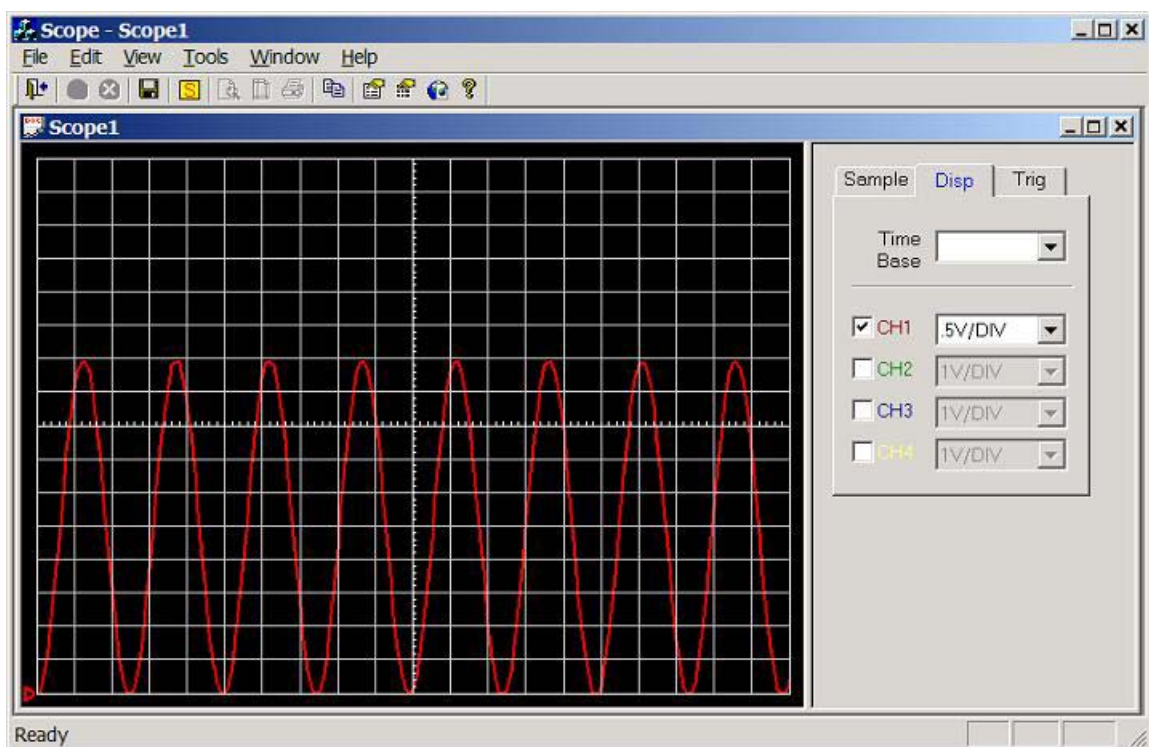 Scope - Scope1
File Edit View Tools Window Help
S
Scope1
Sample Disp Trig
Time
Base
CH1 .5V/DIV
CH2 1V/DIV
CH3 1V/DIV
CH4 1V/DIV
Ready